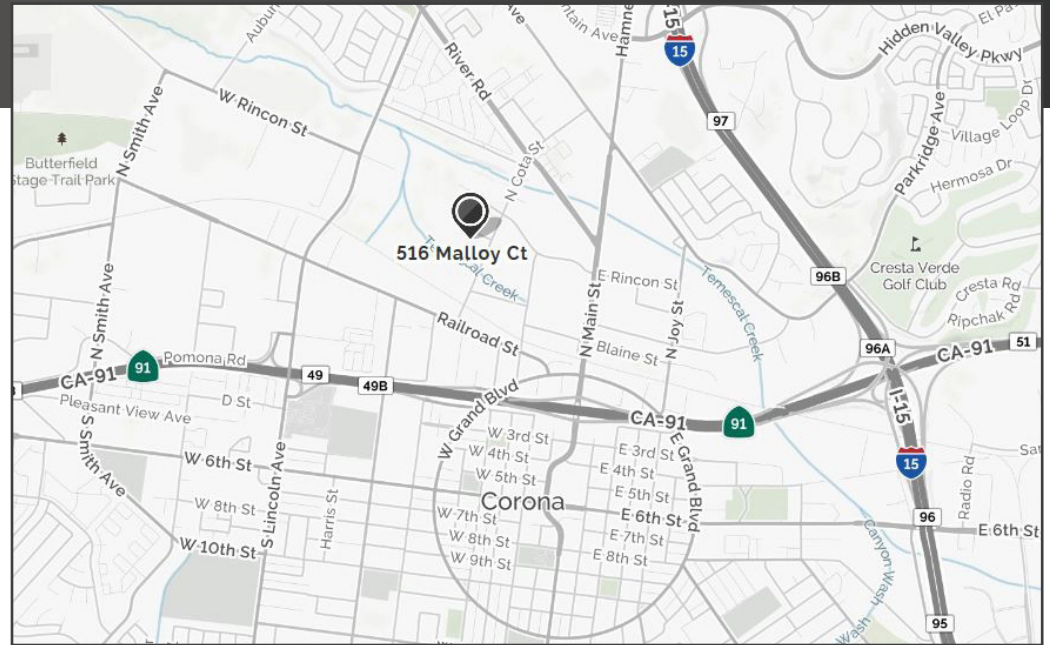 Hamne
-15
15
El Pa
Hidden Valley Pkwy
River Rd
W Rincon St
97
Village Loop Dr
N Smith Ave
Parkridge Ave
Butterfield
Stage Trail Park
N Cota St
Hermosa Dr
516 Malloy Ct
Temescal Creek
E Rincon St
96B
Cresta Verde
Golf Club
Cresta Rd
Ripchak Rd
N Smith Ave
Railroad St
N Main St
N Joy St
Blaine St
96A
CA-91
51
Pomona Rd
91
CA-91
49
49B
I-15
Pleasant View Ave
D St
W Grand Blvd
CA-91
91
S Smith Ave
W 3rd St
E 3rd St
E Grand Blvd
W 6th St
W 4th St
E 4th St
15
S Lincoln Ave
W 5th St
E 5th St
Radio Rd
W 8th St
Harris St
Corona
W 7th St
E 6th St
96
E 6th St
W 10th St
W 8th St
E 7th St
W 9th St
E 8th St
Canyon Wash
Wash
95